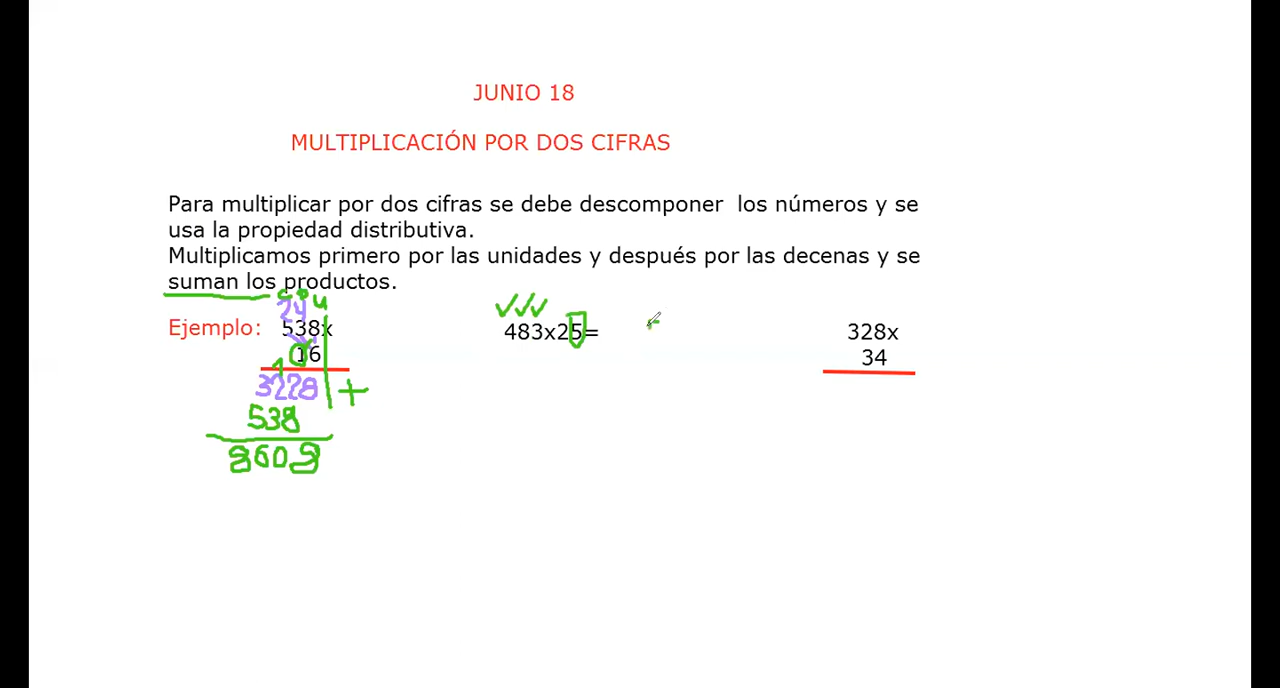 JUNIO 18
MULTIPLICACIÓN POR DOS CIFRAS
Para multiplicar por dos cifras se debe descomponer los números y se
usa la propiedad distributiva.
Multiplicamos primero por las unidades y después por las decenas y se
suman los productos.
C D U
24
Ejemplo: 538x
16
3228 +
538
8608
483x25=
328x
34